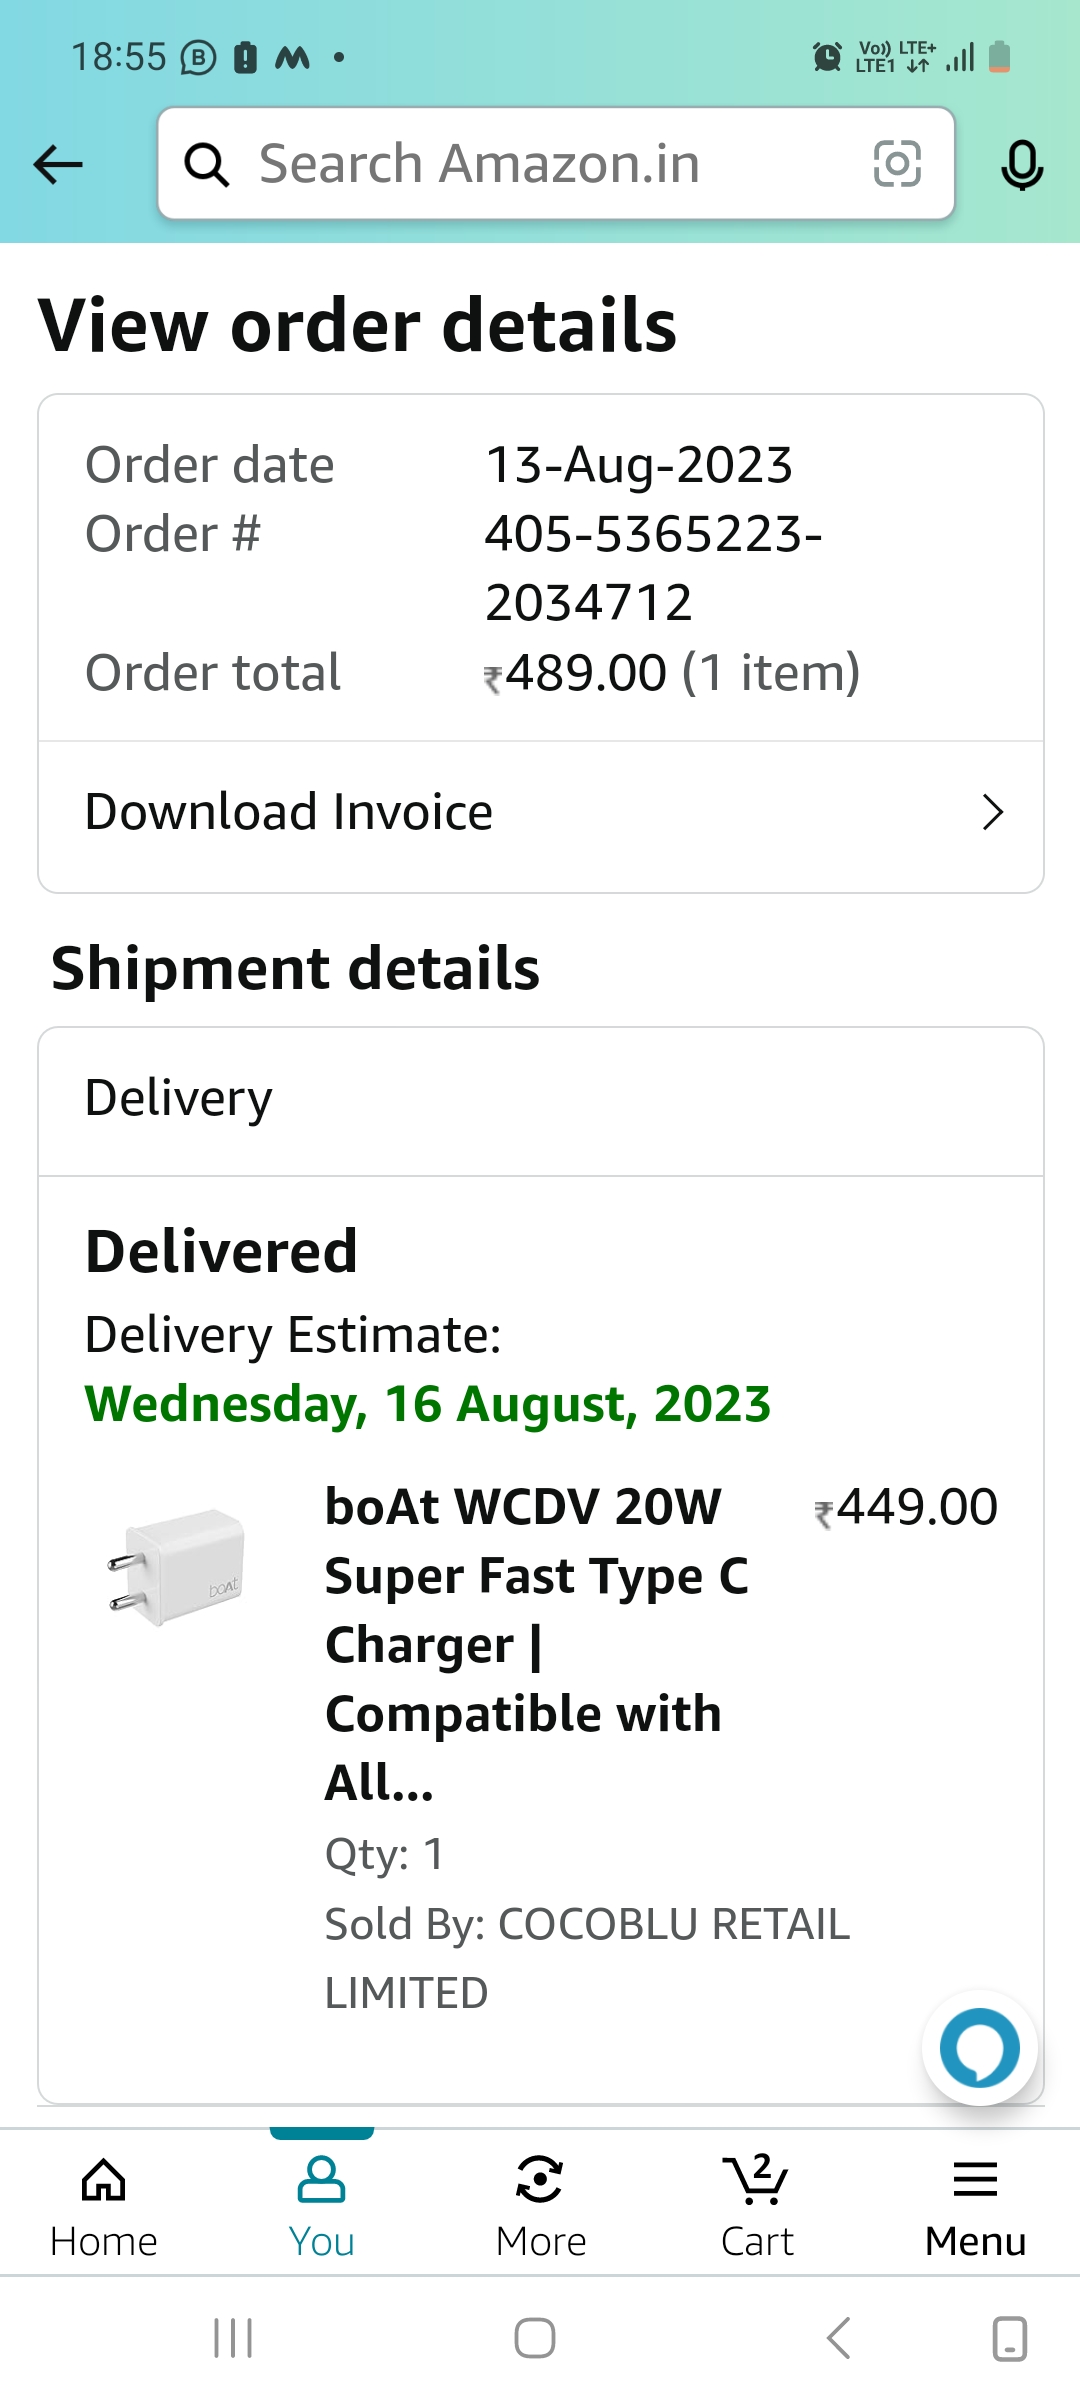 18:55
Vo)) LTE+
LTE1
Search Amazon.in
View order details
Order date 13-Aug-2023
Order # 405-5365223-
2034712
Order total ₹489.00 (1 item)
Download Invoice
Shipment details
Delivery
Delivered
Delivery Estimate:
Wednesday, 16 August, 2023
boAt WCDV 20W ₹449.00
Super Fast Type C
Charger |
Compatible with
All...
boAt
Qty: 1
Sold By: COCOBLU RETAIL
LIMITED
2
Home You More Cart Menu